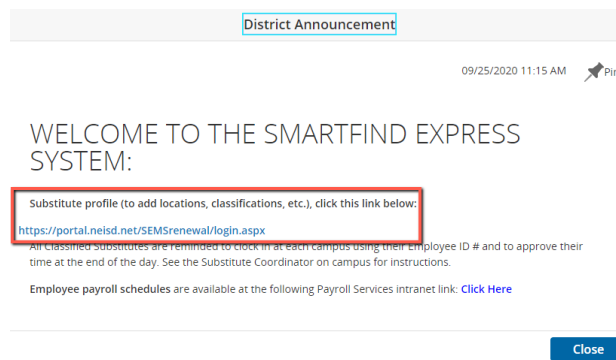 District Announcement
09/25/2020 11:15 AM
WELCOME TO THE SMARTFIND EXPRESS
SYSTEM:
Substitute profile (to add locations, classifications, etc.), click this link below:
https://portal.neisd.net/SEMSrenewal/login.aspx
All Classified Substitutes are reminded to clock in at each campus using their Employee ID # and to approve their
time at the end of the day. See the Substitute Coordinator on campus for instructions.
Employee payroll schedules are available at the following Payroll Services intranet link: Click Here
Close